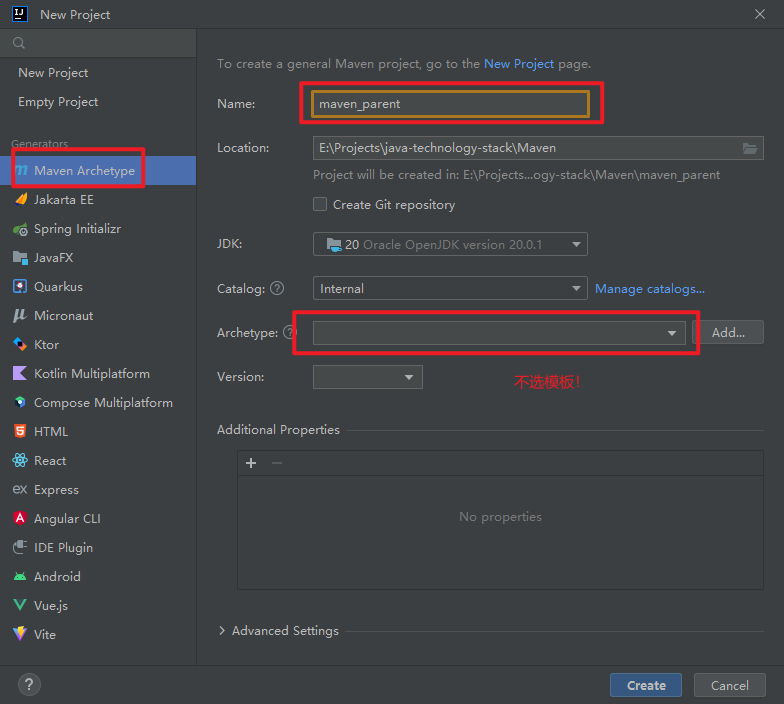 New Project
New Project
Empty Project
Generators
Maven Archetype
Jakarta EE
Spring Initializr
JavaFX
Quarkus
Micronaut
Ktor
Kotlin Multiplatform
Compose Multiplatform
HTML
React
Express
Angular CLI
IDE Plugin
Android
Vue.js
Vite
To create a general Maven project, go to the New Project page.
Name: maven_parent
Location: E:\Projects\java-technology-stack\Maven
Project will be created in: E:\Projects...ogy-stack\Maven\maven_parent
Create Git repository
JDK: 20 Oracle OpenJDK version 20.0.1
Catalog: ? Internal Manage catalogs...
Archetype: ? Add...
Version:
不选模板!
Additional Properties
No properties
Advanced Settings
? Create Cancel